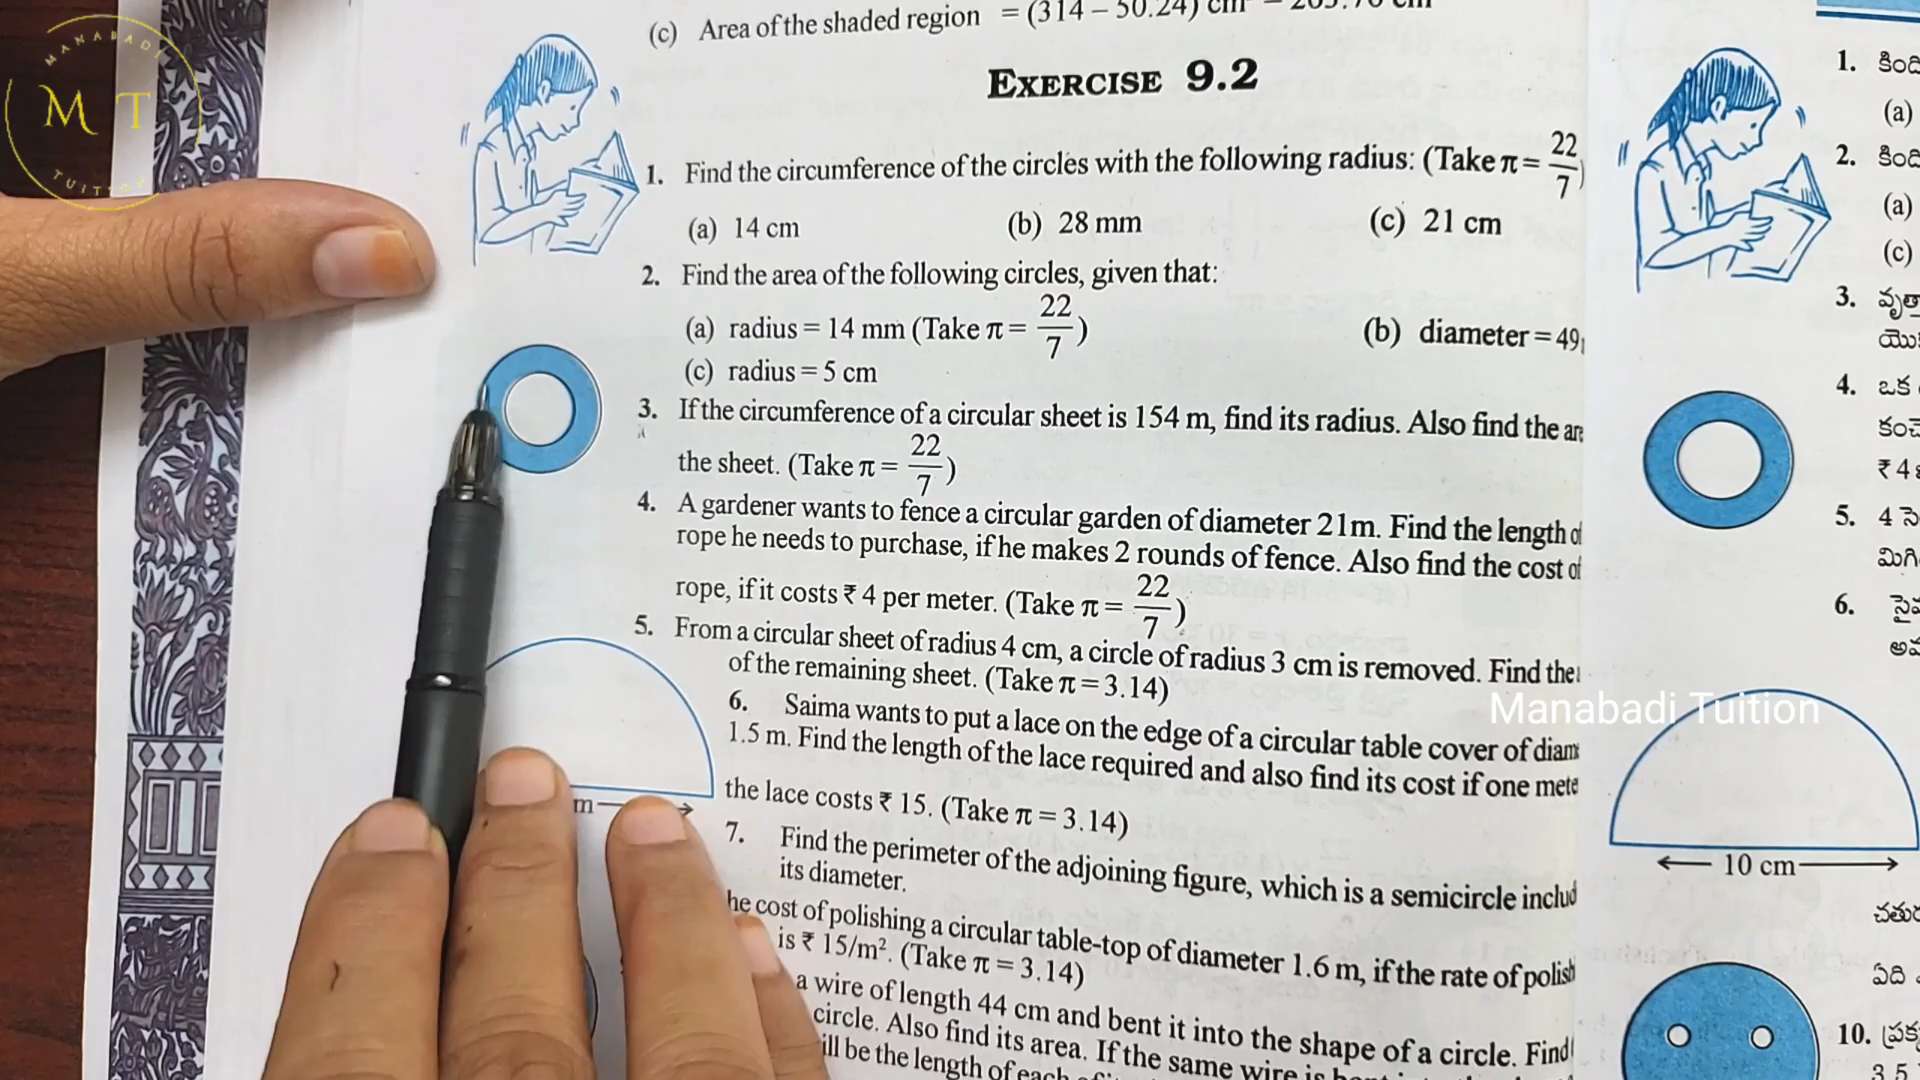 MANABADI
M T
TUITION
(c) Area of the shaded region = (314 – 50.24)
EXERCISE 9.2
1. Find the circumference of the circles with the following radius: (Take π = 22/7)
(a) 14 cm (b) 28 mm (c) 21 cm
2. Find the area of the following circles, given that:
(a) radius = 14 mm (Take π = 22/7) (b) diameter = 49
(c) radius = 5 cm
3. If the circumference of a circular sheet is 154 m, find its radius. Also find the
the sheet. (Take π = 22/7)
4. A gardener wants to fence a circular garden of diameter 21m. Find the length
rope he needs to purchase, if he makes 2 rounds of fence. Also find the cost of
rope, if it costs ₹ 4 per meter. (Take π = 22/7)
5. From a circular sheet of radius 4 cm, a circle of radius 3 cm is removed. Find the
of the remaining sheet. (Take π = 3.14)
6. Saima wants to put a lace on the edge of a circular table cover of
1.5 m. Find the length of the lace required and also find its cost if one
the lace costs ₹ 15. (Take π = 3.14)
7. Find the perimeter of the adjoining figure, which is a semicircle
its diameter.
cost of polishing a circular table-top of diameter 1.6 m, if the rate of
is ₹ 15/m². (Take π = 3.14)
a wire of length 44 cm and bent it into the shape of a circle. Find
circle. Also find its area. If the same wire is
be the length of each
m
1.
(a)
2.
(a)
(c)
3.
4. ఒక
₹ 4
5. 4
6.
10 cm
10.
3.5
Manabadi Tuition